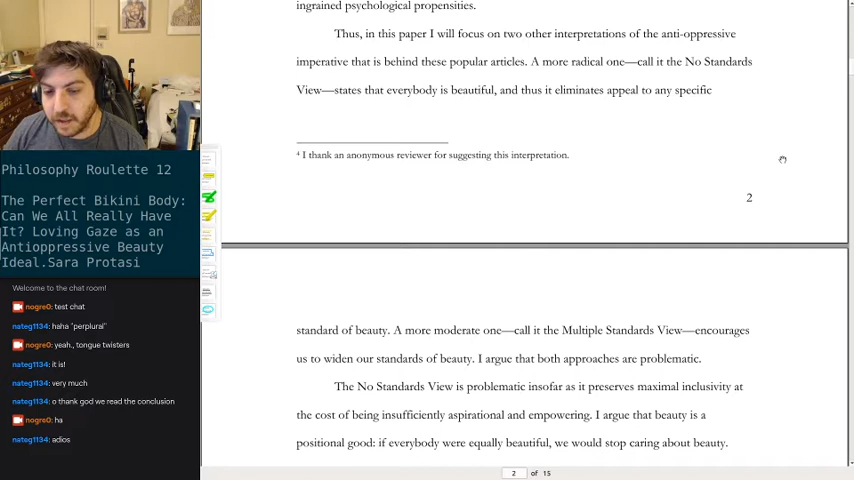 ingrained psychological propensities.
Thus, in this paper I will focus on two other interpretations of the anti-oppressive
imperative that is behind these popular articles. A more radical one—call it the No Standards
View—states that everybody is beautiful, and thus it eliminates appeal to any specific
4 I thank an anonymous reviewer for suggesting this interpretation.
2
standard of beauty. A more moderate one—call it the Multiple Standards View—encourages
us to widen our standards of beauty. I argue that both approaches are problematic.
The No Standards View is problematic insofar as it preserves maximal inclusivity at
the cost of being insufficiently aspirational and empowering. I argue that beauty is a
positional good: if everybody were equally beautiful, we would stop caring about beauty.
2 of 15
Philosophy Roulette 12
The Perfect Bikini Body:
Can We All Really Have
It? Loving Gaze as an
Antioppressive Beauty
Ideal.Sara Protasi
Welcome to the chat room!
nogre0: test chat
nateg1134: haha "perplural"
nogre0: yeah., tongue twisters
nateg1134: it is!
nateg1134: very much
nateg1134: o thank god we read the conclusion
nogre0: ha
nateg1134: adios